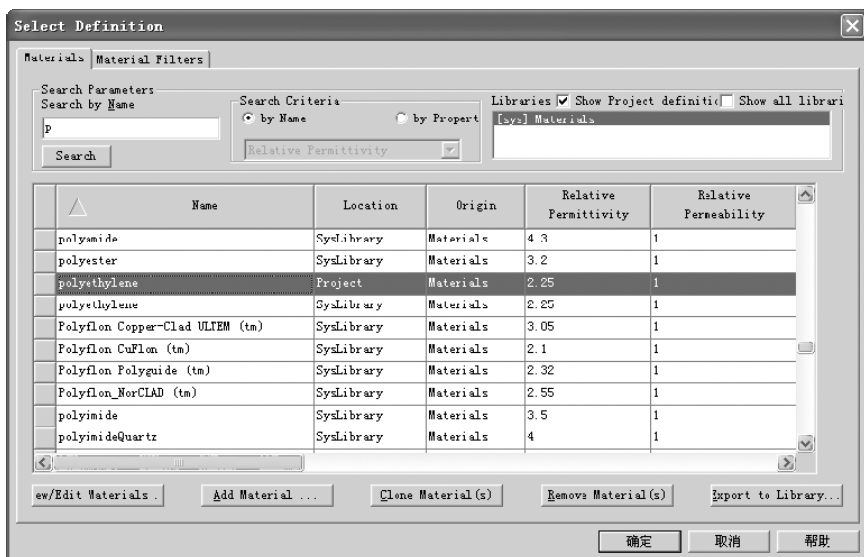 Select Definition
Materials Material Filters
Search Parameters
Search by Name
p
Search
Search Criteria
by Name by Propert
Relative Permittivity
Libraries Show Project definitic Show all librari
[sys] Materials
Name Location Origin Relative Permittivity Relative Permeability
polyamide SysLibrary Materials 4.3 1
polyester SysLibrary Materials 3.2 1
polyethylene Project Materials 2.25 1
polyethylene SysLibrary Materials 2.25 1
Polyflon Copper-Clad ULTEM (tm) SysLibrary Materials 3.05 1
Polyflon CuFlon (tm) SysLibrary Materials 2.1 1
Polyflon Polyguide (tm) SysLibrary Materials 2.32 1
Polyflon_NorCLAD (tm) SysLibrary Materials 2.55 1
polyimide SysLibrary Materials 3.5 1
polyimideQuartz SysLibrary Materials 4 1
ew/Edit Materials . Add Material ... Clone Material(s) Remove Material(s) Export to Library...
确定 取消 帮助